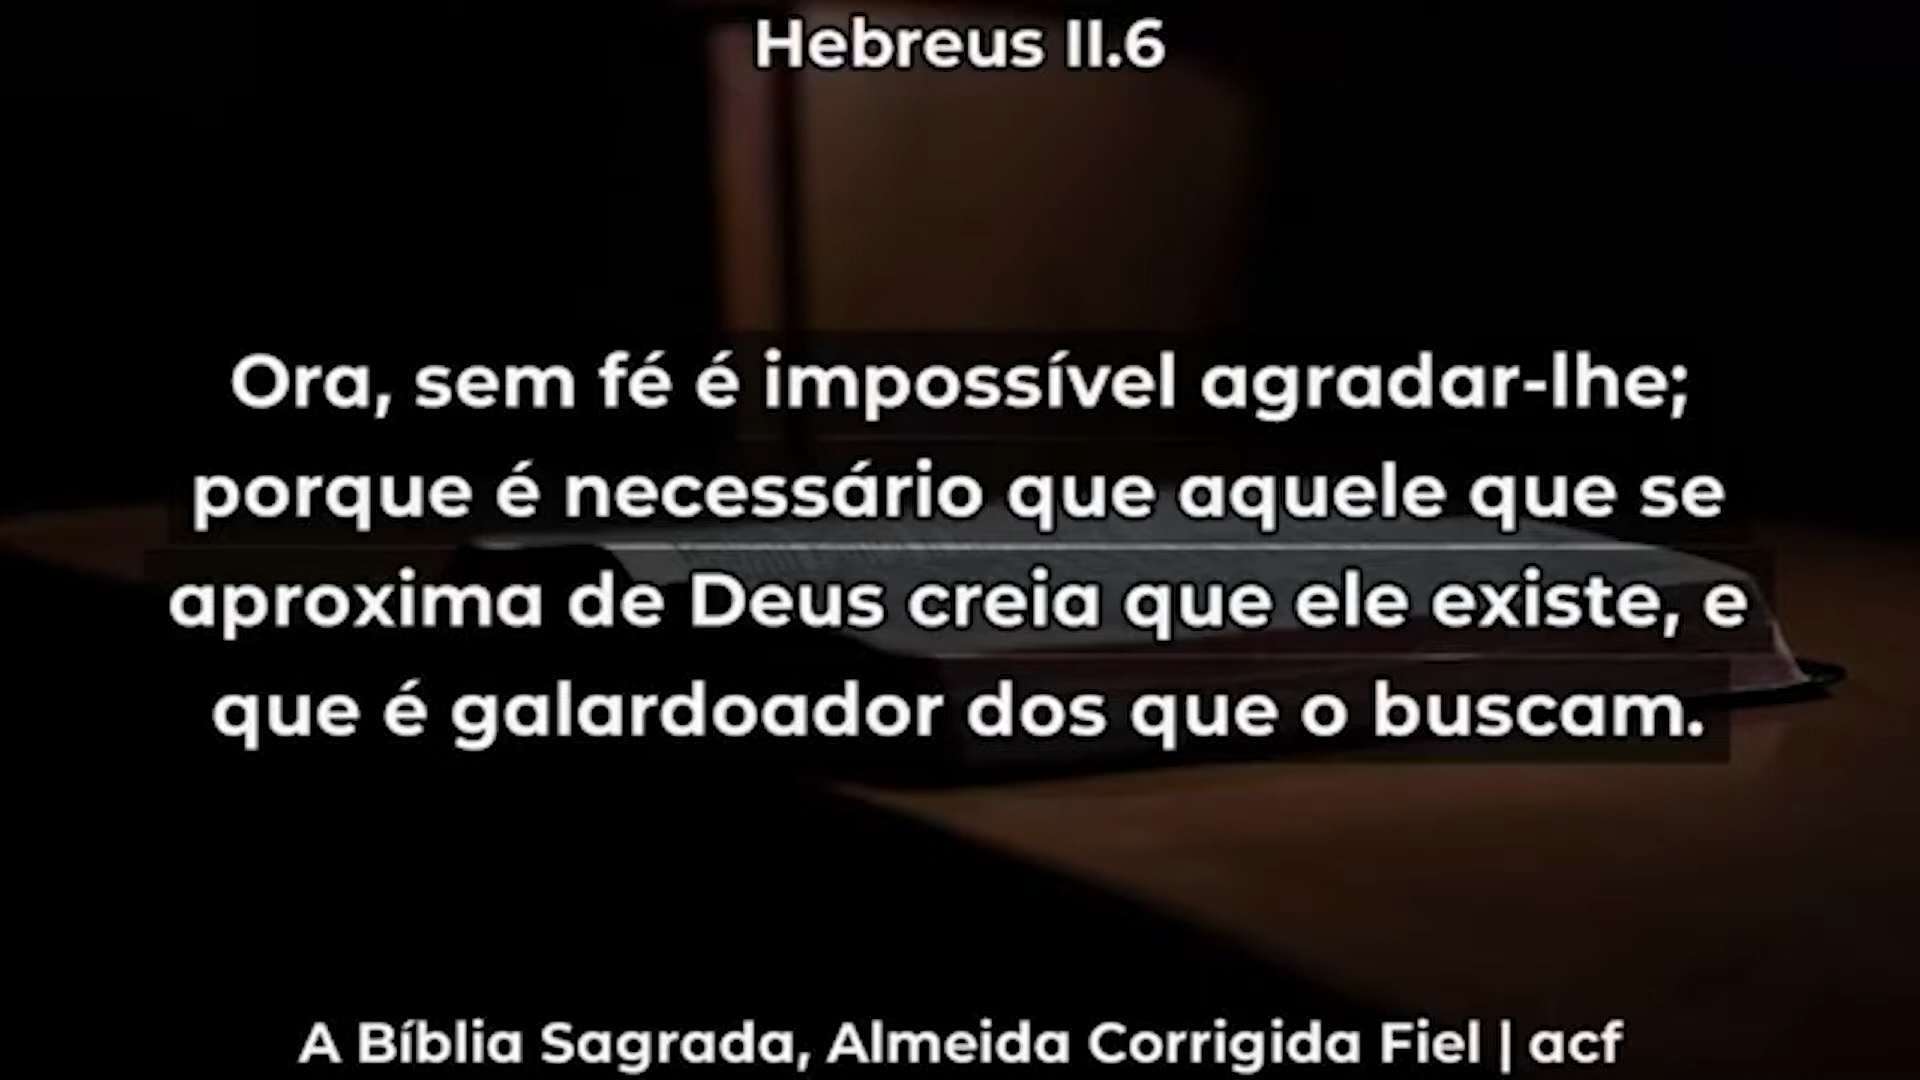 Hebreus II.6
Ora, sem fé é impossível agradar-lhe;
porque é necessário que aquele que se
aproxima de Deus creia que ele existe, e
que é galardoador dos que o buscam.
A Bíblia Sagrada, Almeida Corrigida Fiel | acf